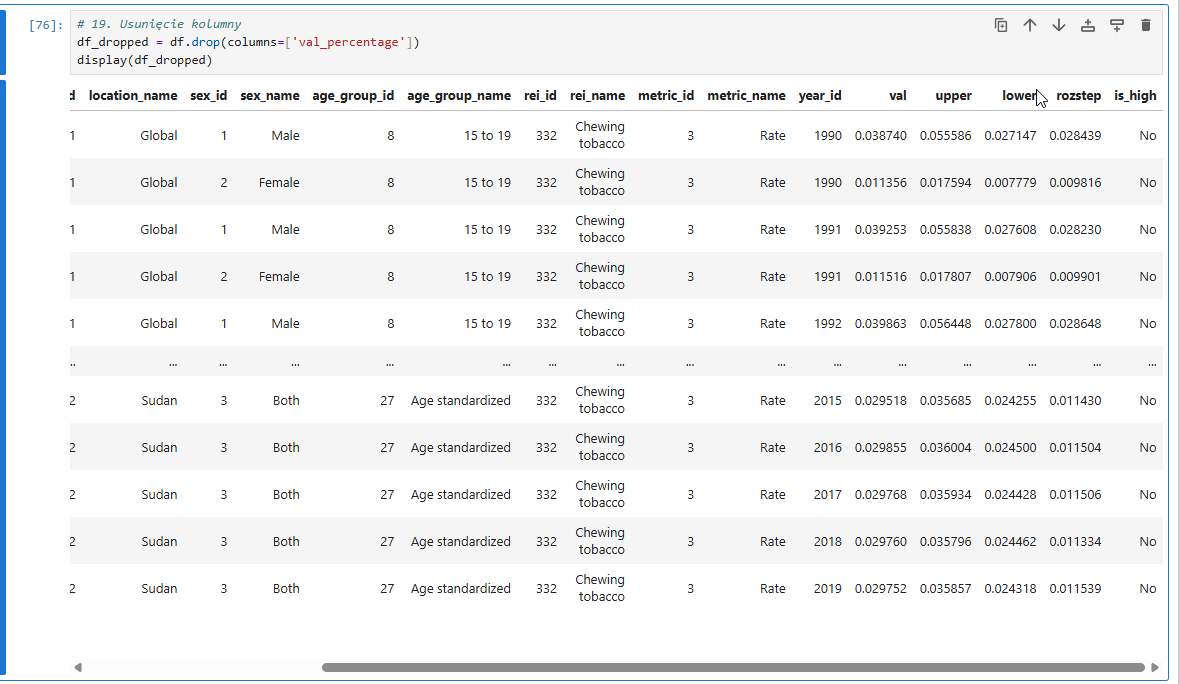 [76]: # 19. Usunięcie kolumny
df_dropped = df.drop(columns=['val_percentage'])
display(df_dropped)
d location_name sex_id sex_name age_group_id age_group_name rei_id rei_name metric_id metric_name year_id val upper lower rozstep is_high
1 Global 1 Male 8 15 to 19 332 Chewing tobacco 3 Rate 1990 0.038740 0.055586 0.027147 0.028439 No
1 Global 2 Female 8 15 to 19 332 Chewing tobacco 3 Rate 1990 0.011356 0.017594 0.007779 0.009816 No
1 Global 1 Male 8 15 to 19 332 Chewing tobacco 3 Rate 1991 0.039253 0.055838 0.027608 0.028230 No
1 Global 2 Female 8 15 to 19 332 Chewing tobacco 3 Rate 1991 0.011516 0.017807 0.007906 0.009901 No
1 Global 1 Male 8 15 to 19 332 Chewing tobacco 3 Rate 1992 0.039863 0.056448 0.027800 0.028648 No
.. ... ... ... ... ... ... ... ... ... ... ... ... ... ... ...
2 Sudan 3 Both 27 Age standardized 332 Chewing tobacco 3 Rate 2015 0.029518 0.035685 0.024255 0.011430 No
2 Sudan 3 Both 27 Age standardized 332 Chewing tobacco 3 Rate 2016 0.029855 0.036004 0.024500 0.011504 No
2 Sudan 3 Both 27 Age standardized 332 Chewing tobacco 3 Rate 2017 0.029768 0.035934 0.024428 0.011506 No
2 Sudan 3 Both 27 Age standardized 332 Chewing tobacco 3 Rate 2018 0.029760 0.035796 0.024462 0.011334 No
2 Sudan 3 Both 27 Age standardized 332 Chewing tobacco 3 Rate 2019 0.029752 0.035857 0.024318 0.011539 No